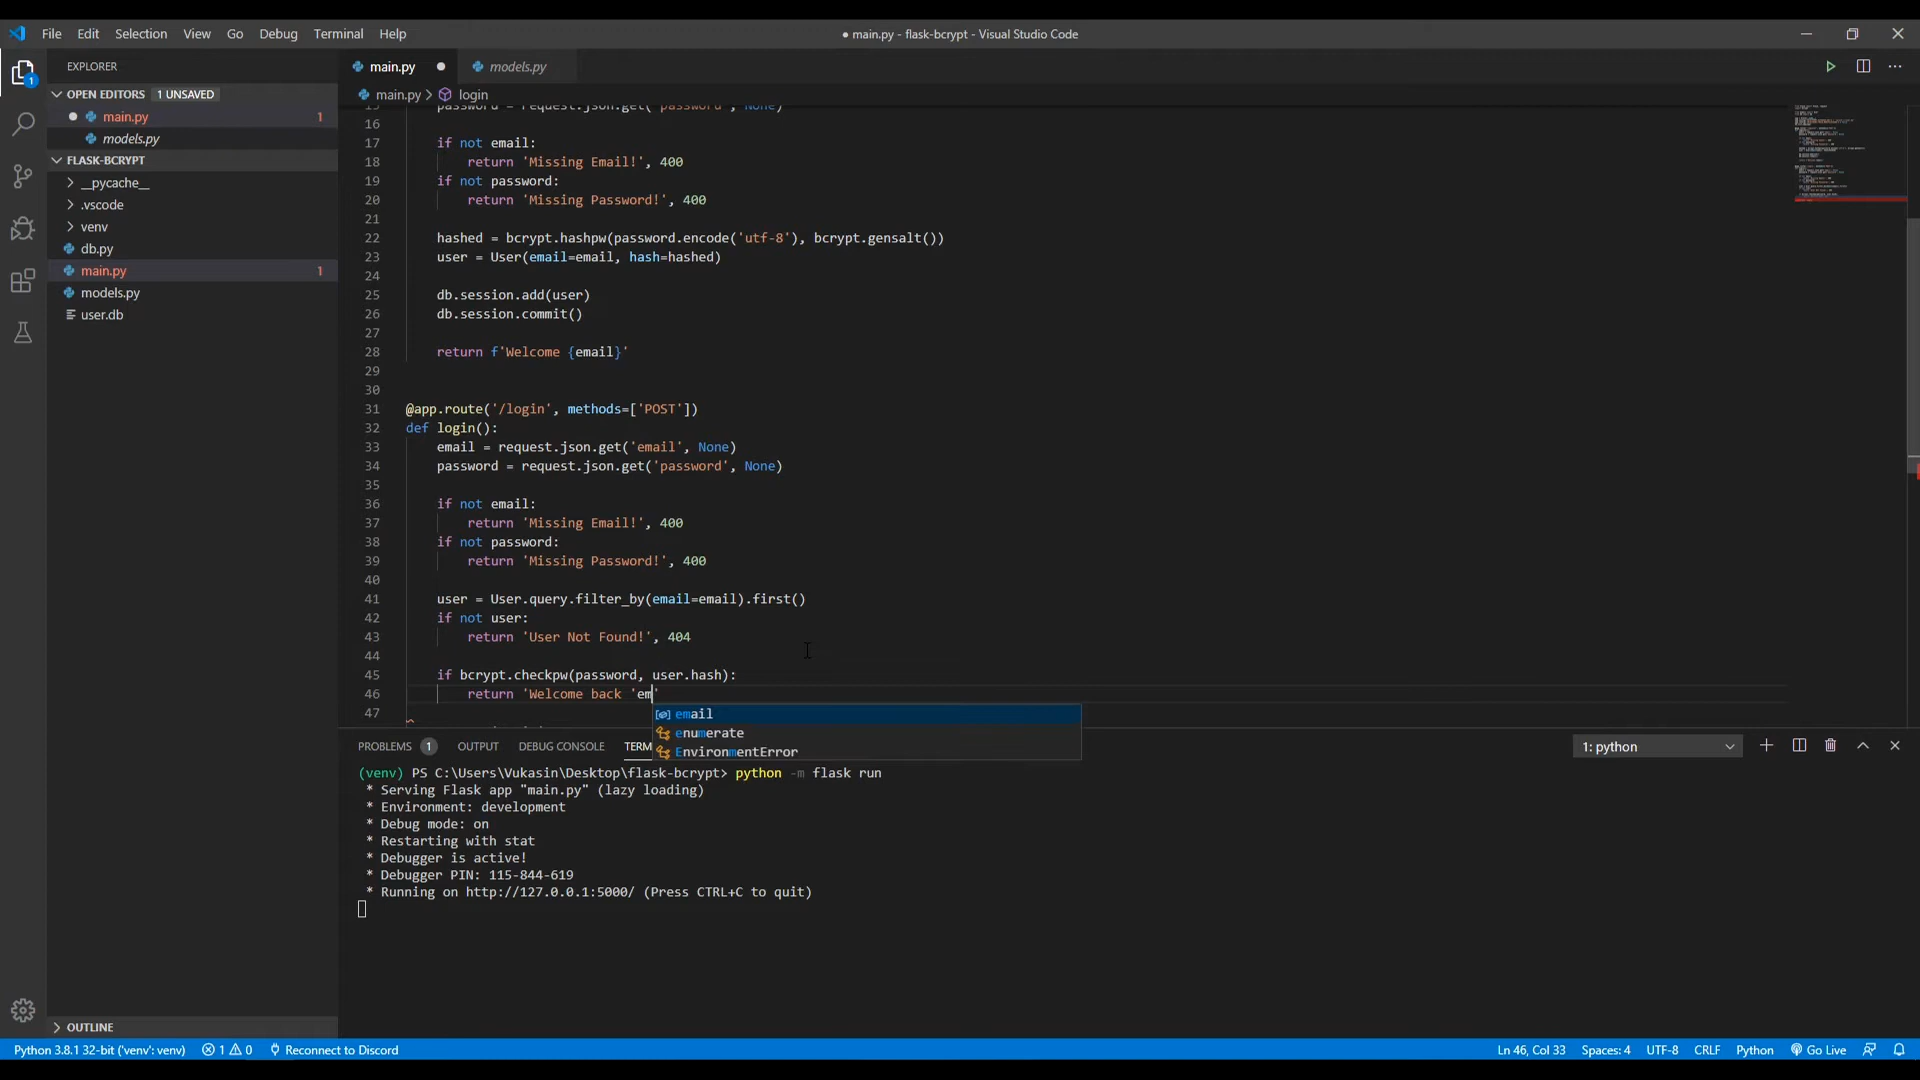 File Edit Selection View Go Debug Terminal Help
● main.py - flask-bcrypt - Visual Studio Code
EXPLORER
OPEN EDITORS 1 UNSAVED
main.py 1
models.py
FLASK-BCRYPT
__pycache__
.vscode
venv
db.py
main.py 1
models.py
user.db
OUTLINE
main.py
models.py
main.py > login
15 password = request.json.get('password', None)
16
17 if not email:
18 return 'Missing Email!', 400
19 if not password:
20 return 'Missing Password!', 400
21
22 hashed = bcrypt.hashpw(password.encode('utf-8'), bcrypt.gensalt())
23 user = User(email=email, hash=hashed)
24
25 db.session.add(user)
26 db.session.commit()
27
28 return f'Welcome {email}'
29
30
31 @app.route('/login', methods=['POST'])
32 def login():
33 email = request.json.get('email', None)
34 password = request.json.get('password', None)
35
36 if not email:
37 return 'Missing Email!', 400
38 if not password:
39 return 'Missing Password!', 400
40
41 user = User.query.filter_by(email=email).first()
42 if not user:
43 return 'User Not Found!', 404
44
45 if bcrypt.checkpw(password, user.hash):
46 return 'Welcome back 'em'
47
email
enumerate
EnvironmentError
PROBLEMS 1 OUTPUT DEBUG CONSOLE TERM
1: python
(venv) PS C:\Users\Vukasin\Desktop\flask-bcrypt> python -m flask run
* Serving Flask app "main.py" (lazy loading)
* Environment: development
* Debug mode: on
* Restarting with stat
* Debugger is active!
* Debugger PIN: 115-844-619
* Running on http://127.0.0.1:5000/ (Press CTRL+C to quit)
Python 3.8.1 32-bit ('venv': venv) 1 0 Reconnect to Discord
Ln 46, Col 33 Spaces: 4 UTF-8 CRLF Python Go Live